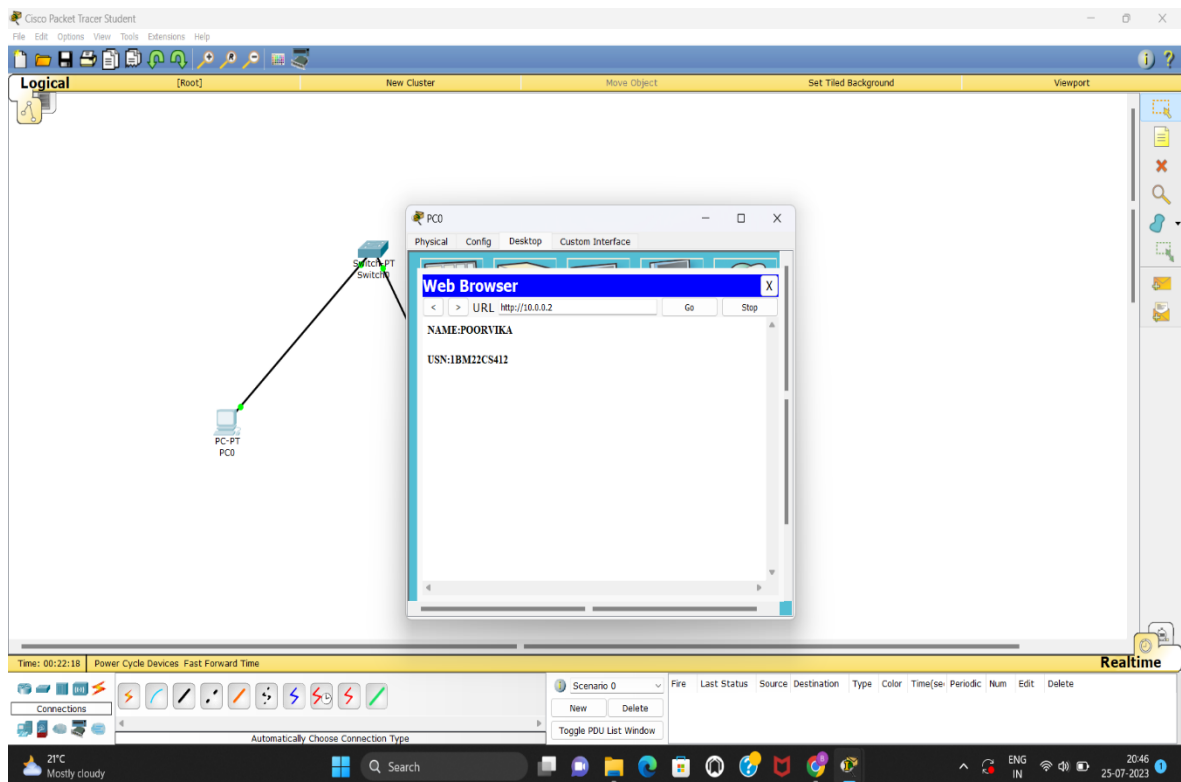 Cisco Packet Tracer Student
File Edit Options View Tools Extensions Help
Logical [Root] New Cluster Move Object Set Tiled Background Viewport
PC0
Physical Config Desktop Custom Interface
Web Browser X
< > URL http://10.0.0.2 Go Stop
NAME:POORVIKA
USN:1BM22CS412
Switch-PT
Switch0
PC-PT
PC0
Time: 00:22:18 Power Cycle Devices Fast Forward Time Realtime
Connections
Automatically Choose Connection Type
Scenario 0
New Delete
Toggle PDU List Window
Fire Last Status Source Destination Type Color Time(se Periodic Num Edit Delete
21°C
Mostly cloudy
Search
ENG
IN
20:46
25-07-2023
1